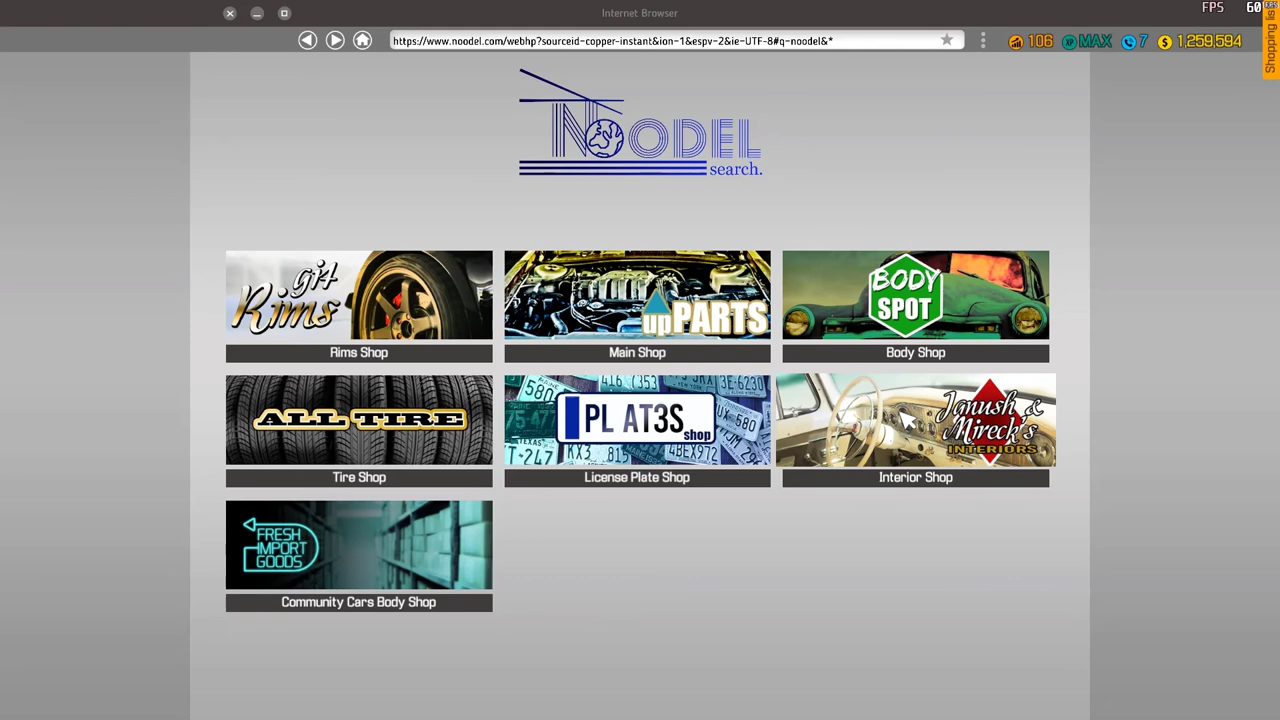 Internet Browser
FPS 60
https://www.noodel.com/webhp?sourceid-copper-instant&ion-1&espv-2&ie-UTF-8#q-noodel&*
106 XP MAX 7 $ 1,259,594
NOODEL
search.
gi4
Rims
Rims Shop
upPARTS
Main Shop
BODY
SPOT
Body Shop
ALL TIRE
Tire Shop
PL AT3S
shop
License Plate Shop
Janush &
Mireck's
INTERIORS
Interior Shop
FRESH
IMPORT
GOODS
Community Cars Body Shop